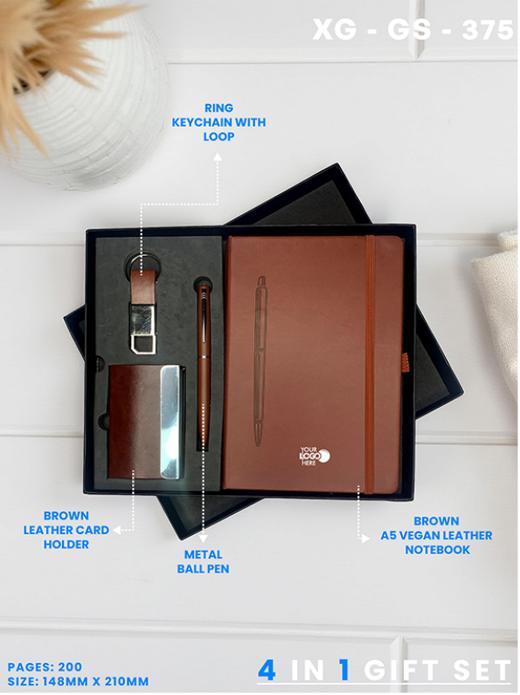 XG - GS - 375
RING
KEYCHAIN WITH
LOOP
YOUR
LOGO
HERE
BROWN
LEATHER CARD
HOLDER
METAL
BALL PEN
BROWN
A5 VEGAN LEATHER
NOTEBOOK
PAGES: 200
SIZE: 148MM X 210MM
4 IN 1 GIFT SET